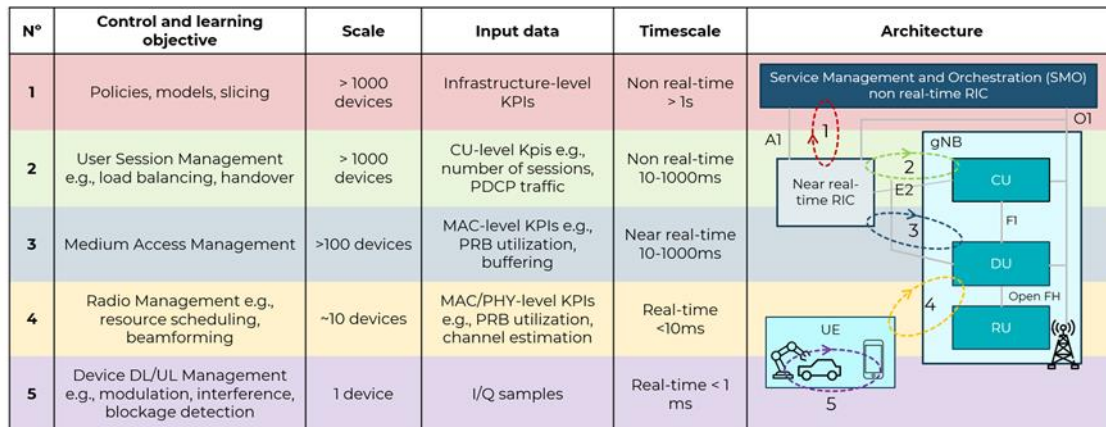 Nº
Control and learning
objective
Scale
Input data
Timescale
Architecture
1
Policies, models, slicing
> 1000
devices
Infrastructure-level
KPIs
Non real-time
> 1s
2
User Session Management
e.g., load balancing, handover
> 1000
devices
CU-level Kpis e.g.,
number of sessions,
PDCP traffic
Non real-time
10-1000ms
3
Medium Access Management
>100 devices
MAC-level KPIs e.g.,
PRB utilization,
buffering
Near real-time
10-1000ms
4
Radio Management e.g.,
resource scheduling,
beamforming
~10 devices
MAC/PHY-level KPIs
e.g., PRB utilization,
channel estimation
Real-time
<10ms
5
Device DL/UL Management
e.g., modulation, interference,
blockage detection
1 device
I/Q samples
Real-time < 1
ms
Service Management and Orchestration (SMO)
non real-time RIC
A1
1
O1
gNB
2
Near real-
time RIC
E2
CU
3
F1
DU
4
Open FH
RU
UE
5